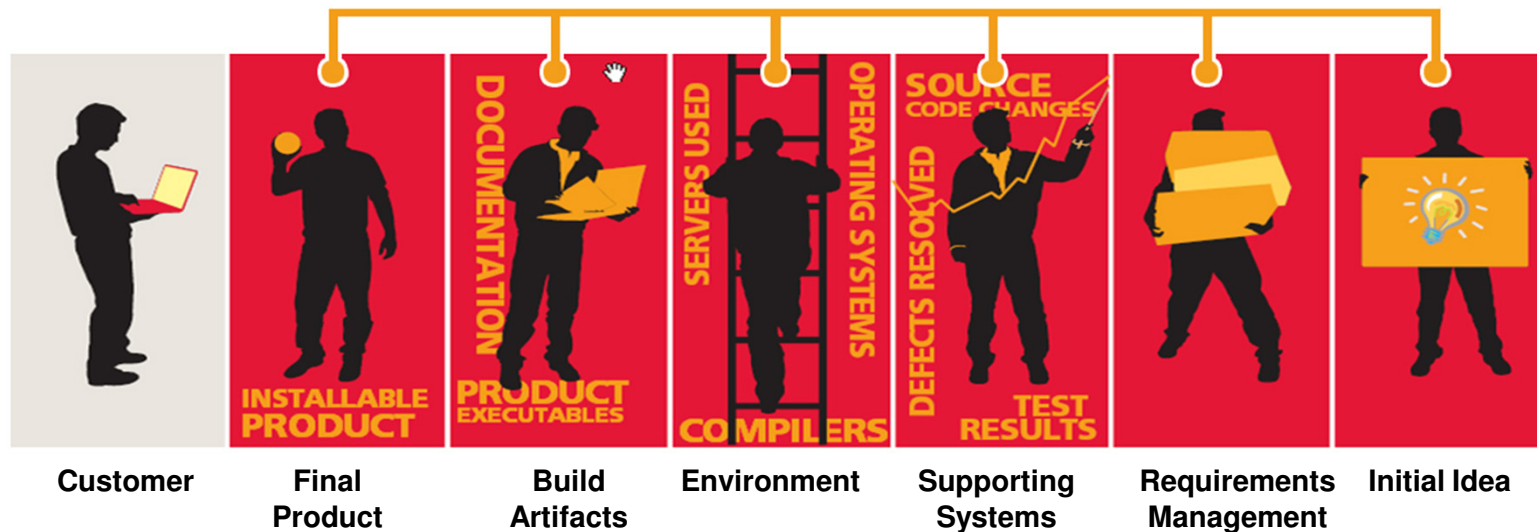 INSTALLABLE
PRODUCT
DOCUMENTATION
PRODUCT
EXECUTABLES
SERVERS USED
OPERATING SYSTEMS
COMPILERS
SOURCE
CODE CHANGES
DEFECTS RESOLVED
TEST
RESULTS
Customer
Final
Product
Build
Artifacts
Environment
Supporting
Systems
Requirements
Management
Initial Idea